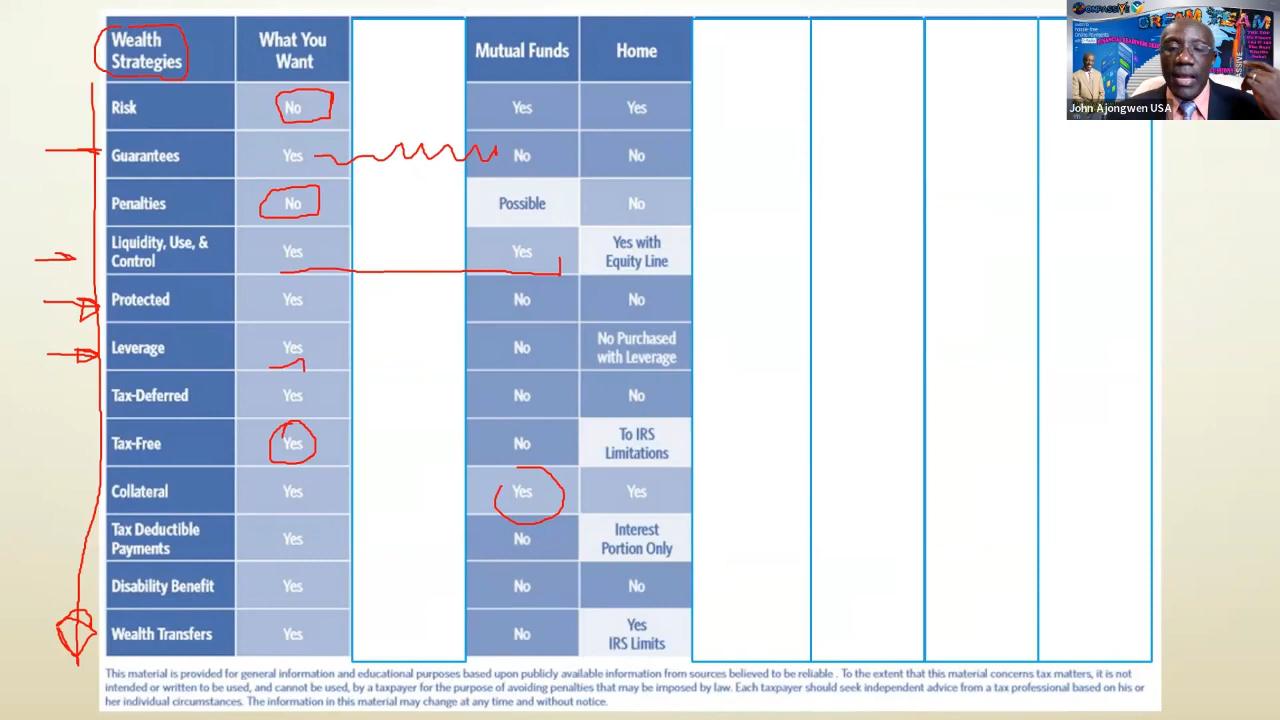 Wealth
Strategies
What You
Want
Mutual Funds
Home
Risk
No
Yes
Yes
Guarantees
Yes
No
No
Penalties
No
Possible
No
Liquidity, Use, &
Control
Yes
Yes
Yes with
Equity Line
Protected
Yes
No
No
Leverage
Yes
No
No Purchased
with Leverage
Tax-Deferred
Yes
No
No
Tax-Free
Yes
No
To IRS
Limitations
Collateral
Yes
Yes
Yes
Tax Deductible
Payments
Yes
No
Interest
Portion Only
Disability Benefit
Yes
No
No
Wealth Transfers
Yes
No
Yes
IRS Limits
This material is provided for general information and educational purposes based upon publicly available information from sources believed to be reliable . To the extent that this material concerns tax matters, it is not
intended or written to be used, and cannot be used, by a taxpayer for the purpose of avoiding penalties that may be imposed by law. Each taxpayer should seek independent advice from a tax professional based on his or
her individual circumstances. The information in this material may change at any time and without notice.
ONPASSIVE
DREAM TEAM
John Ajongwen USA